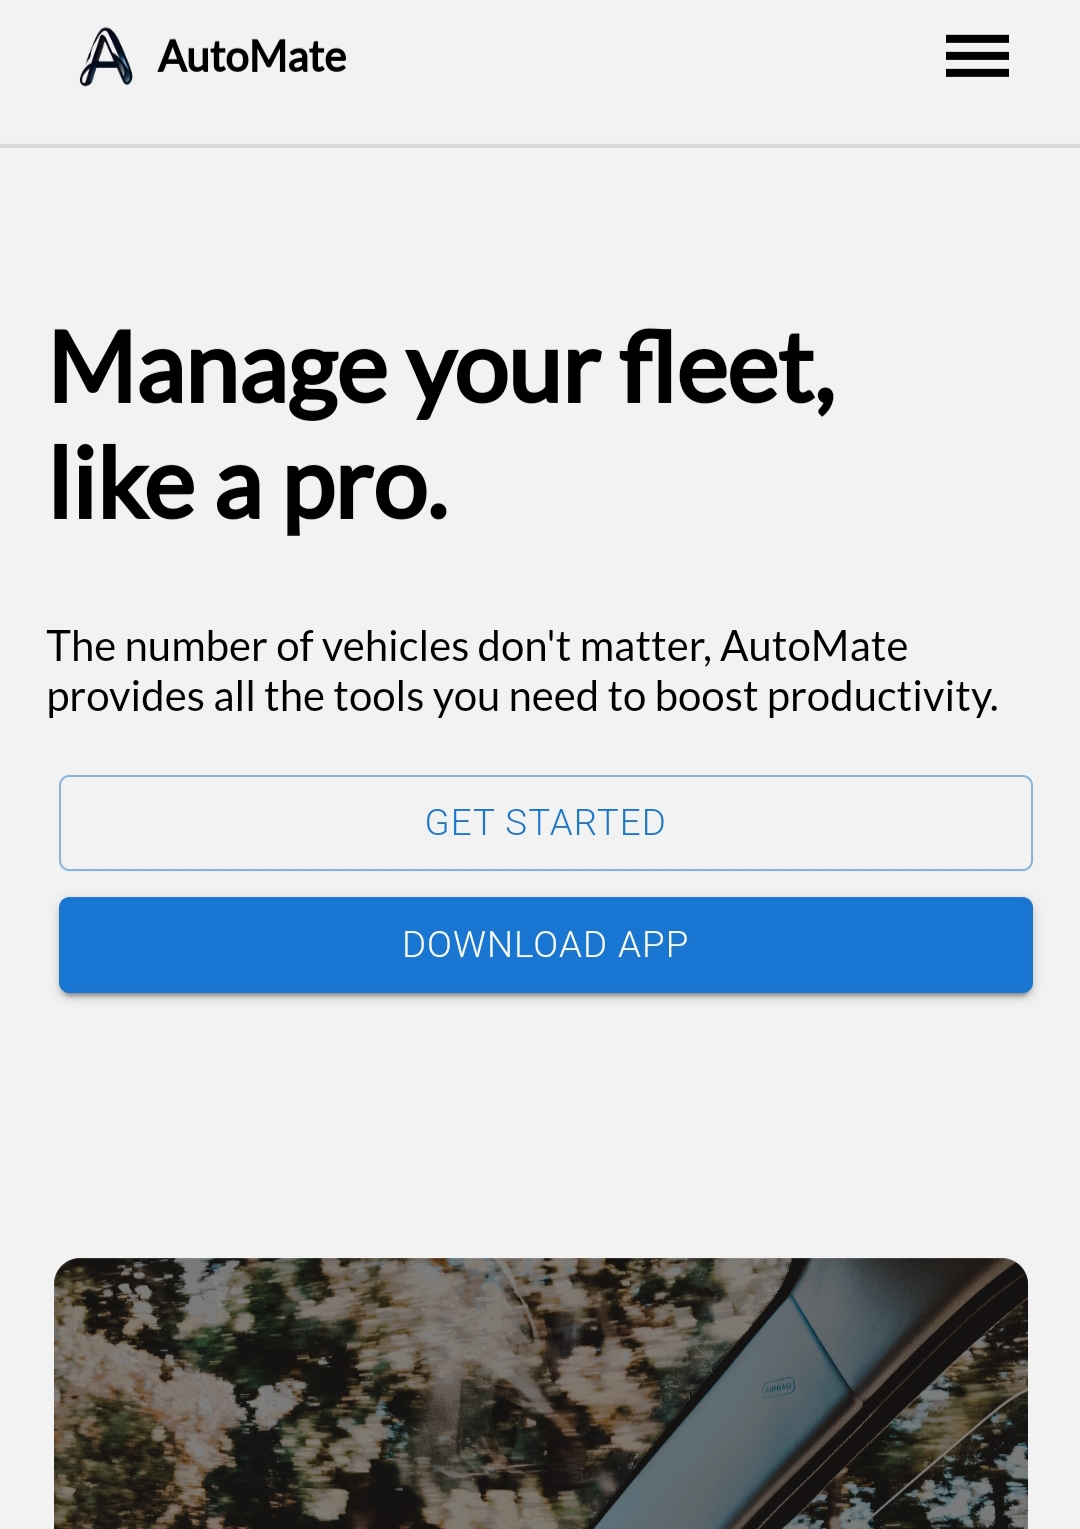 AutoMate
Manage your fleet,
like a pro.
The number of vehicles don't matter, AutoMate
provides all the tools you need to boost productivity.
GET STARTED
DOWNLOAD APP
AIRBAG